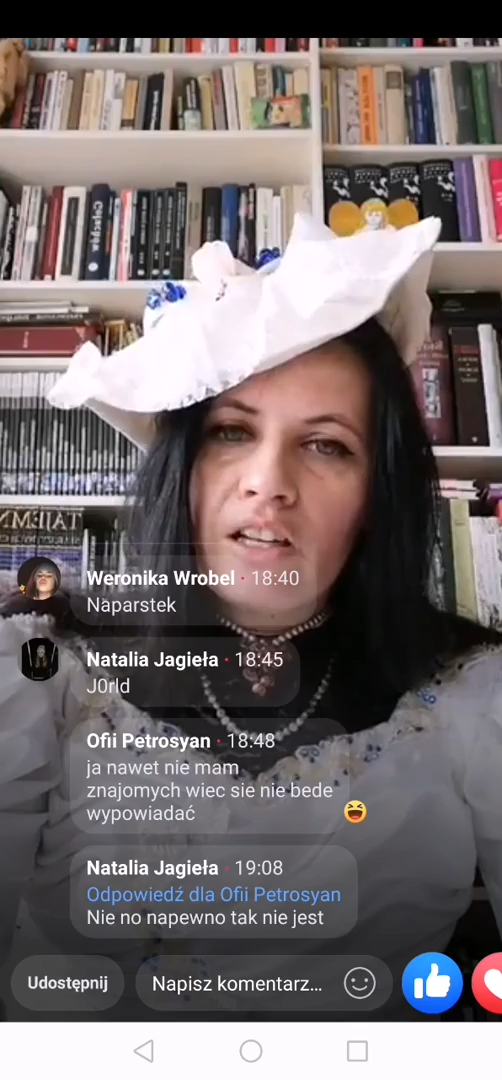 TAJEMN
Weronika Wrobel · 18:40
Naparstek
Natalia Jagieła · 18:45
J0rld
Ofii Petrosyan · 18:48
ja nawet nie mam
znajomych wiec sie nie bede
wypowiadać
Natalia Jagieła · 19:08
Odpowiedź dla Ofii Petrosyan
Nie no napewno tak nie jest
Udostępnij
Napisz komentarz...